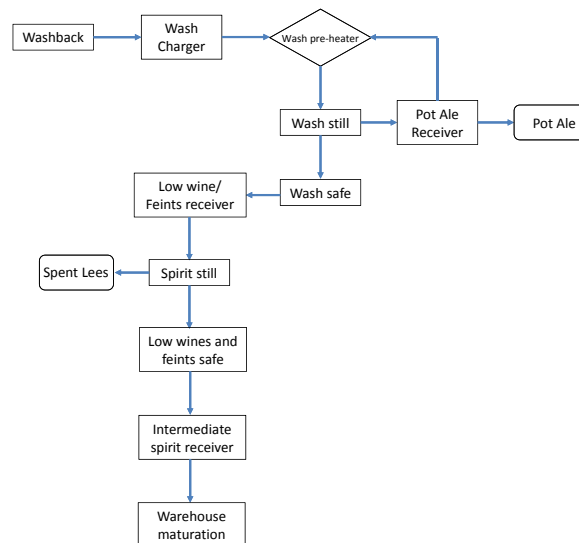 Washback
Wash
Charger
Wash pre-heater
Wash still
Pot Ale
Receiver
Pot Ale
Wash safe
Low wine/
Feints receiver
Spent Lees
Spirit still
Low wines and
feints safe
Intermediate
spirit receiver
Warehouse
maturation